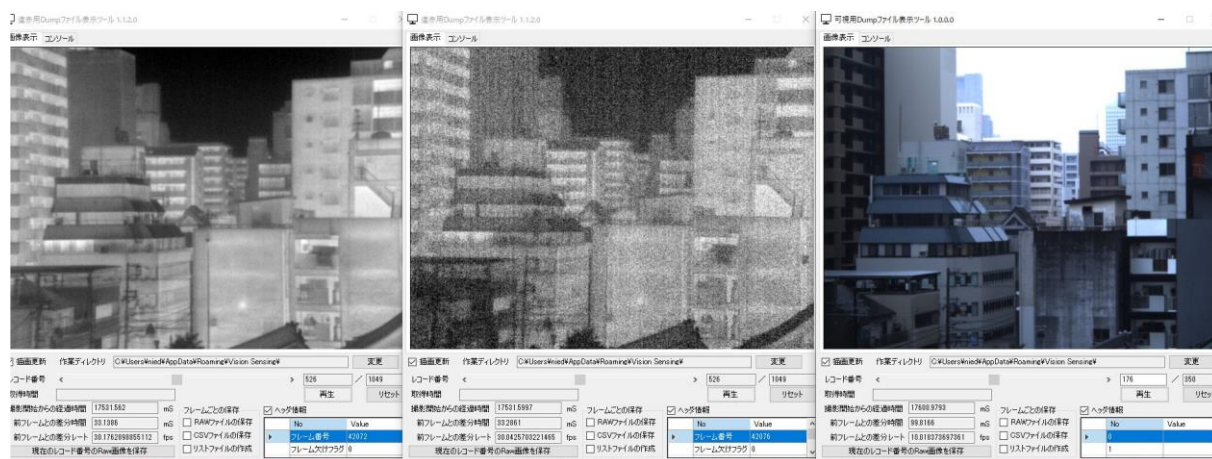 遠赤用Dumpファイル表示ツール 1.1.2.0
画像表示 コンソール
描画更新 作業ディレクトリ C:¥Users¥nied¥AppData¥Roaming¥Vision Sensing¥ 変更
レコード番号 < > 526 / 1049
取得時間 再生 リセット
撮影開始からの経過時間 17531.562 mS フレームごとの保存 ヘッダ情報
前フレームとの差分時間 33.1386 mS RAWファイルの保存 No Value
前フレームとの差分レート 30.1762898855112 fps CSVファイルの保存 フレーム番号 42072
現在のレコード番号のRaw画像を保存 リストファイルの作成 フレーム欠けフラグ 0
遠赤用Dumpファイル表示ツール 1.1.2.0
画像表示 コンソール
描画更新 作業ディレクトリ C:¥Users¥nied¥AppData¥Roaming¥Vision Sensing¥ 変更
レコード番号 < > 526 / 1049
取得時間 再生 リセット
撮影開始からの経過時間 17531.5997 mS フレームごとの保存 ヘッダ情報
前フレームとの差分時間 33.2861 mS RAWファイルの保存 No Value
前フレームとの差分レート 30.0425703221465 fps CSVファイルの保存 フレーム番号 42076
現在のレコード番号のRaw画像を保存 リストファイルの作成 フレーム欠けフラグ 0
可視用Dumpファイル表示ツール 1.0.0.0
画像表示 コンソール
描画更新 作業ディレクトリ C:¥Users¥nied¥AppData¥Roaming¥Vision Sensing¥ 変更
レコード番号 < > 176 / 350
取得時間 再生 リセット
撮影開始からの経過時間 17600.9793 mS フレームごとの保存 ヘッダ情報
前フレームとの差分時間 99.8166 mS RAWファイルの保存 No Value
前フレームとの差分レート 10.018373697361 fps CSVファイルの保存 0
現在のレコード番号のRaw画像を保存 リストファイルの作成 1